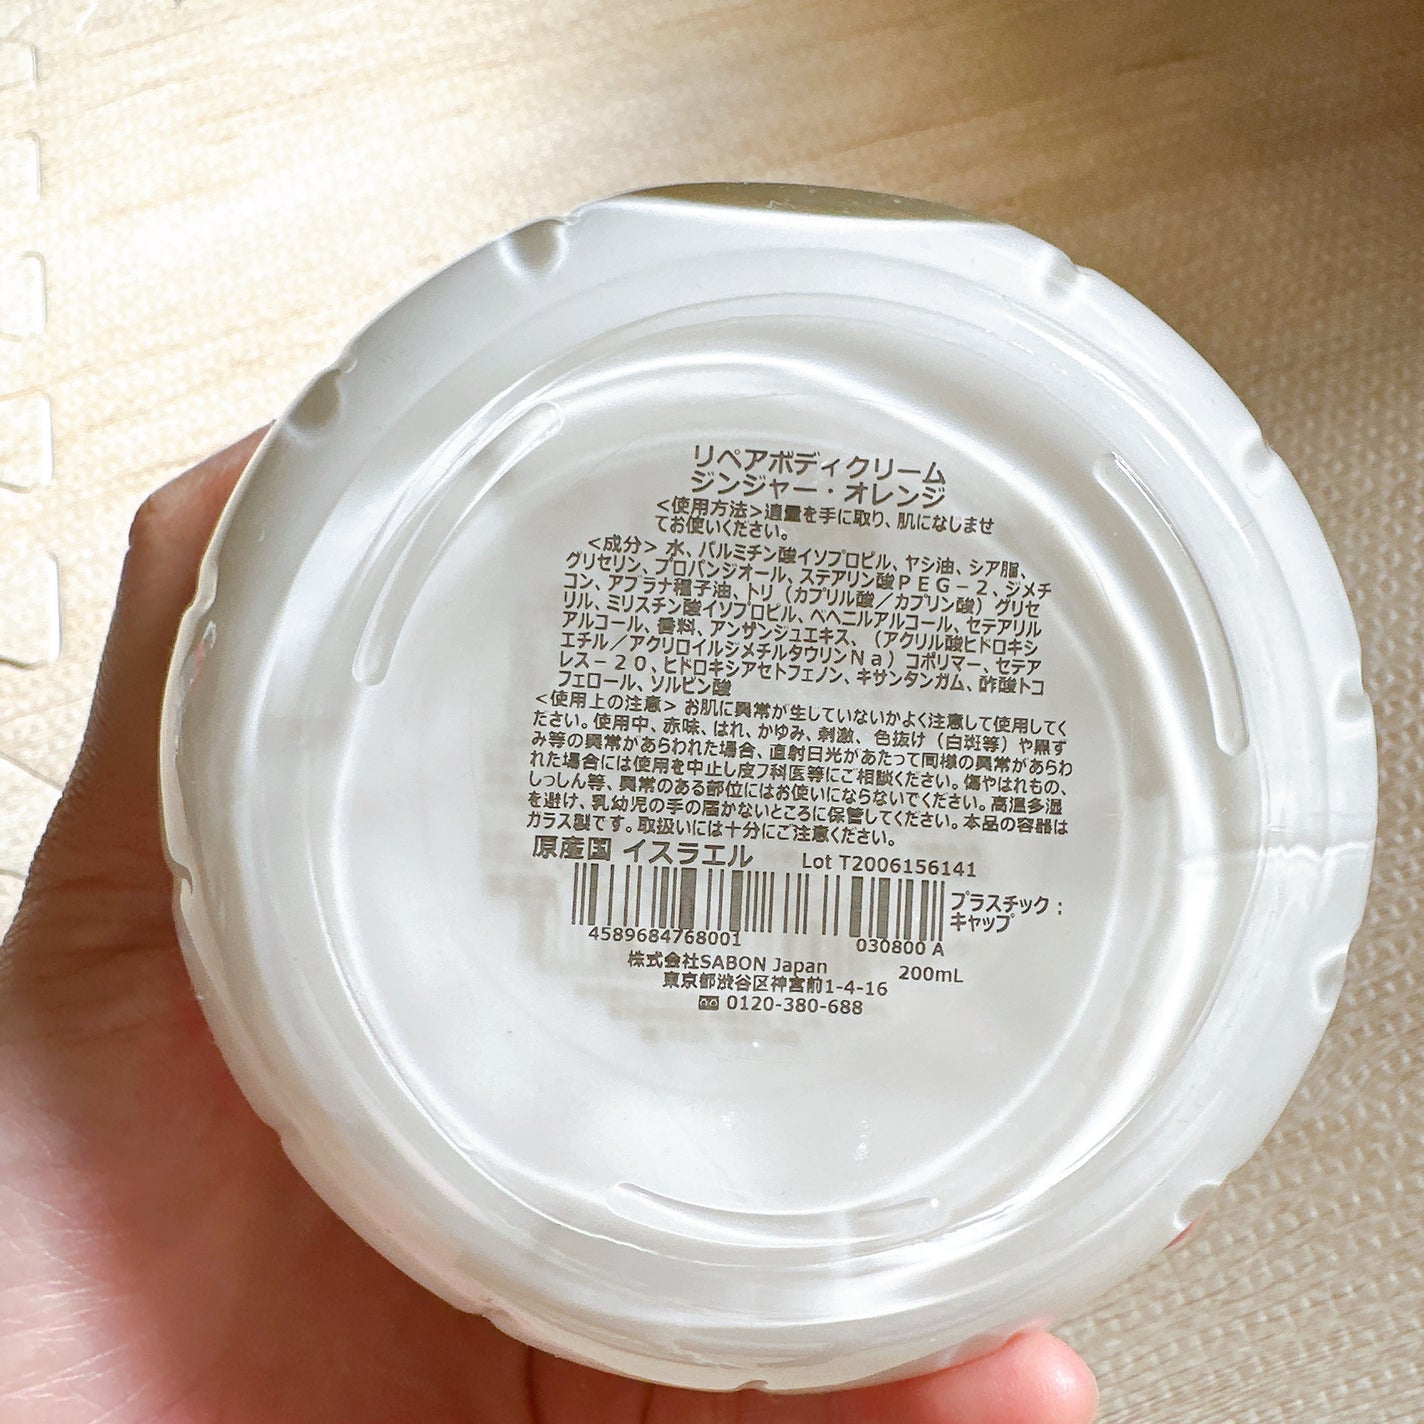 リペアボディクリーム
ジンジャー・オレンジ
<使用方法>適量を手に取り、肌になじませ
てお使いください。
<成分> 水、パルミチン酸イソプロピル、ヤシ油、シア脂、
グリセリン、プロパンジオール、ステアリン酸ＰＥＧ－２、ジメチ
コン、アブラナ種子油、トリ（カプリル酸／カプリン酸）グリセ
リル、ミリスチン酸イソプロピル、ベヘニルアルコール、セテアリル
アルコール、香料、アンザンジュエキス、（アクリル酸ヒドロキシ
エチル／アクリロイルジメチルタウリンＮａ）コポリマー、セテア
レス－２０、ヒドロキシアセトフェノン、キサンタンガム、酢酸トコ
フェロール、ソルビン酸
<使用上の注意> お肌に異常が生じていないかよく注意して使用してく
ださい。使用中、赤味、はれ、かゆみ、刺激、色抜け（白斑等）や黒ず
み等の異常があらわれた場合、直射日光があたって同様の異常があらわ
れた場合には使用を中止し皮フ科医等にご相談ください。傷やはれもの、
しっしん等、異常のある部位にはお使いにならないでください。高温多湿
を避け、乳幼児の手の届かないところに保管してください。本品の容器は
ガラス製です。取扱いには十分にご注意ください。
原産国 イスラエル Lot T2006156141
プラスチック：
キャップ
4589684768001 030800 A
株式会社SABON Japan 200mL
東京都渋谷区神宮前1-4-16
0120-380-688